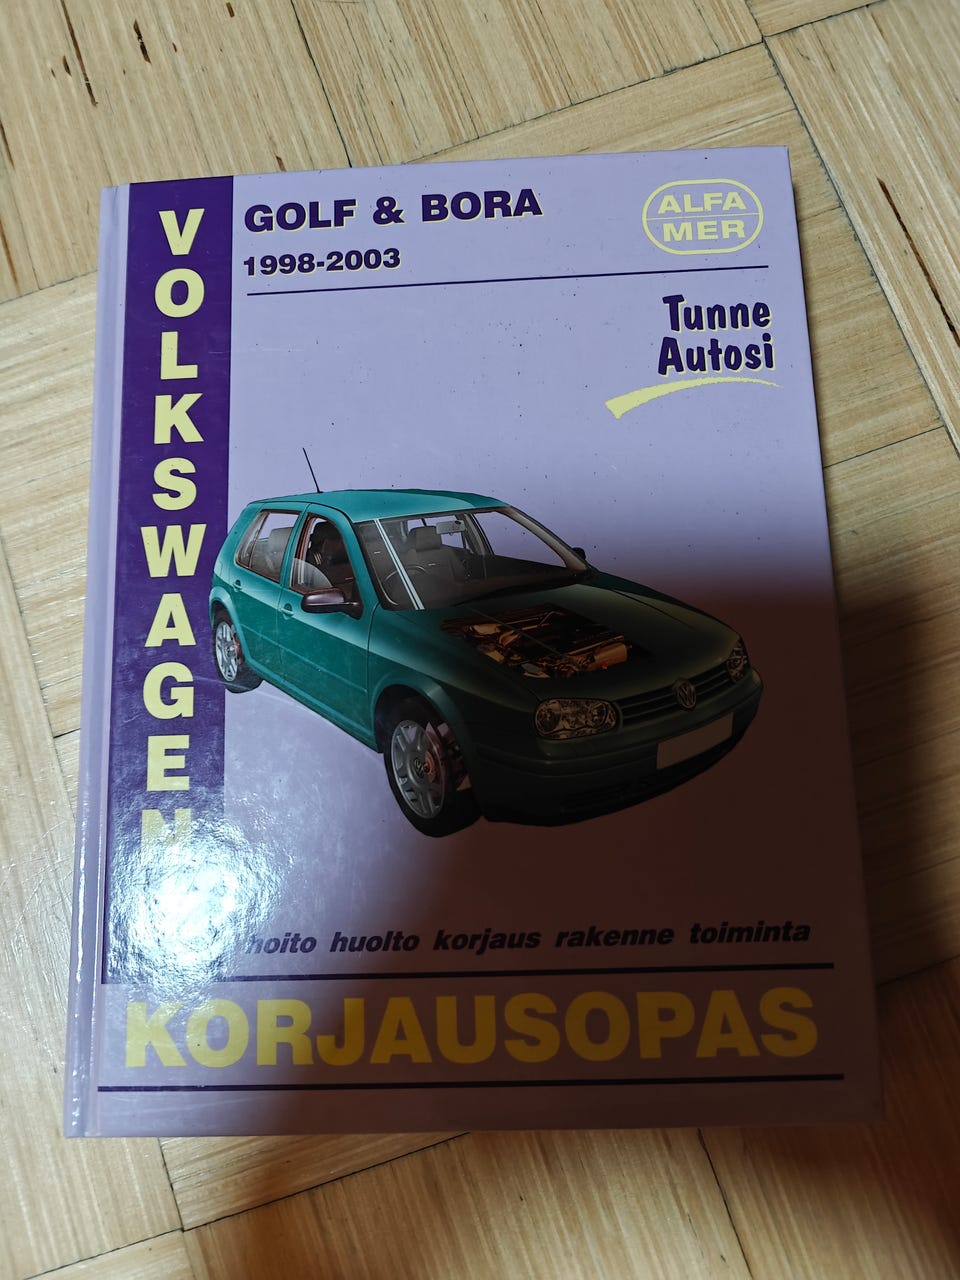 VOLKSWAGEN
GOLF & BORA
1998-2003
ALFA
MER
Tunne
Autosi
hoito huolto korjaus rakenne toiminta
KORJAUSOPAS